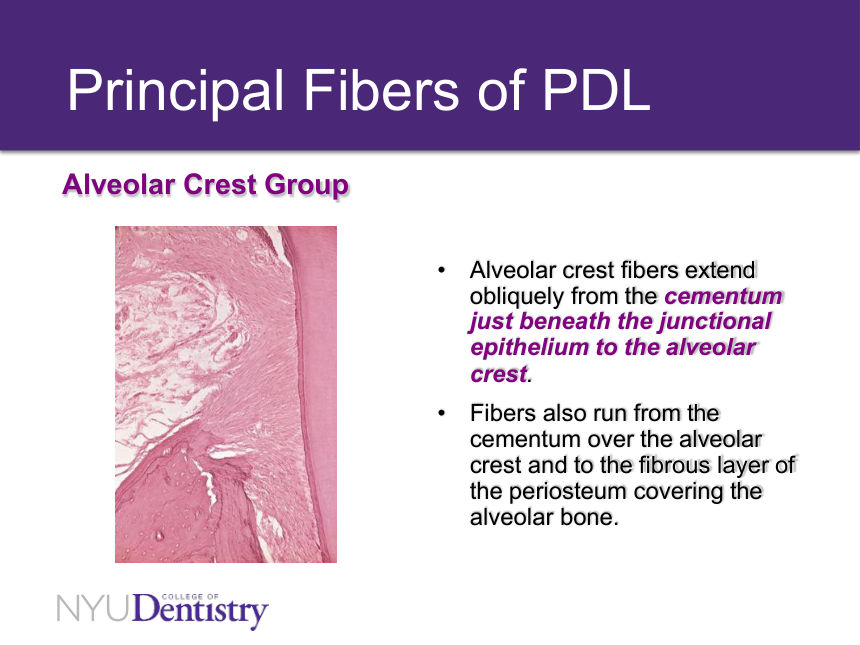 Principal Fibers of PDL
Alveolar Crest Group
• Alveolar crest fibers extend
obliquely from the cementum
just beneath the junctional
epithelium to the alveolar
crest.
• Fibers also run from the
cementum over the alveolar
crest and to the fibrous layer of
the periosteum covering the
alveolar bone.
NYU COLLEGE OF
Dentistry